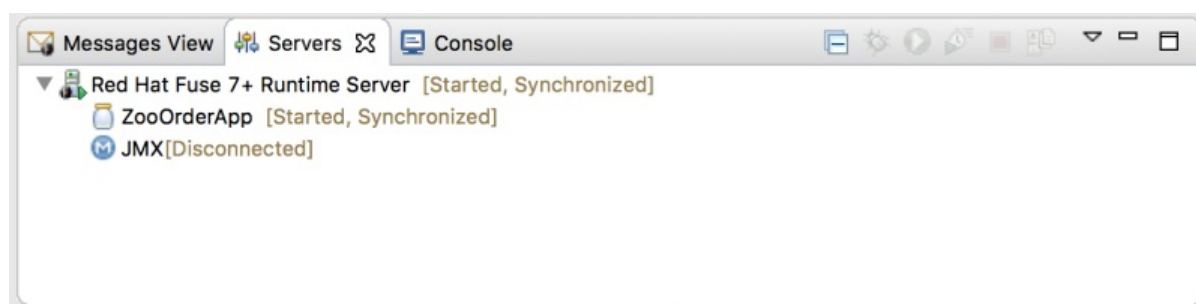 Messages View Servers Console
Red Hat Fuse 7+ Runtime Server [Started, Synchronized]
ZooOrderApp [Started, Synchronized]
JMX[Disconnected]